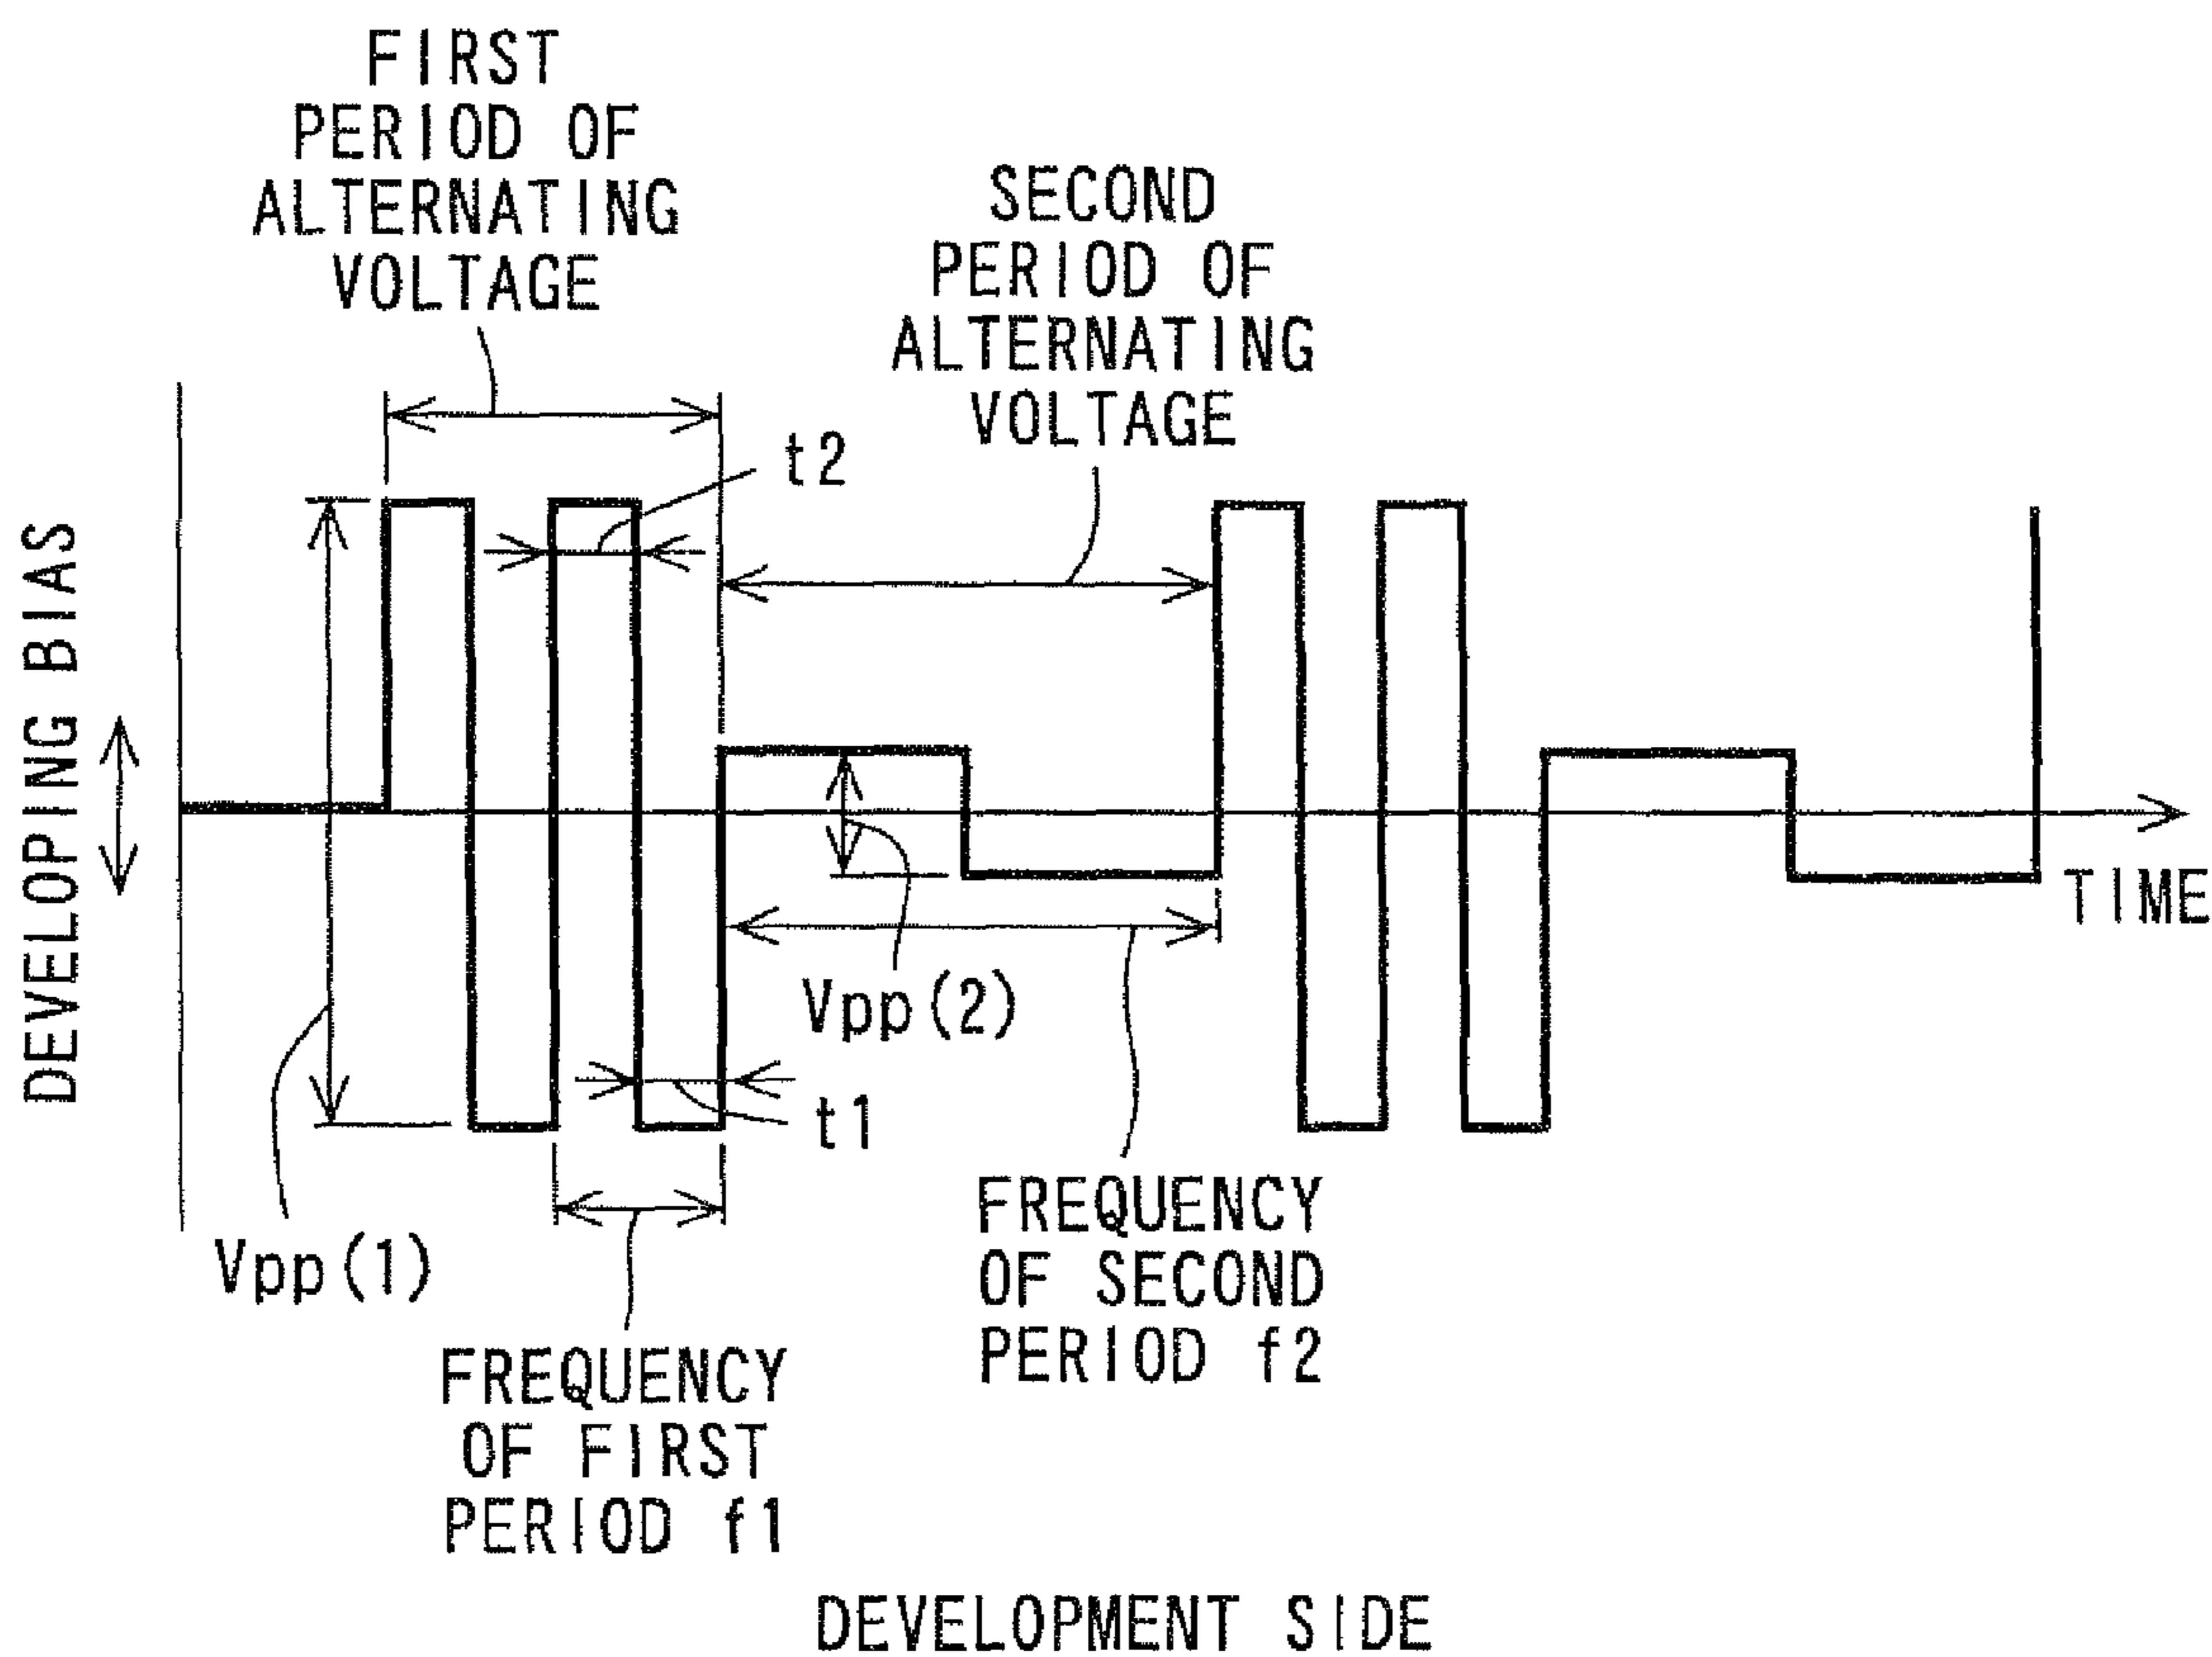 FIRST
PERIOD OF
ALTERNATING
VOLTAGE
SECOND
PERIOD OF
ALTERNATING
VOLTAGE
t2
DEVELOPING BIAS
TIME
Vpp(2)
t1
Vpp(1)
FREQUENCY
OF SECOND
PERIOD f2
FREQUENCY
OF FIRST
PERIOD f1
DEVELOPMENT SIDE